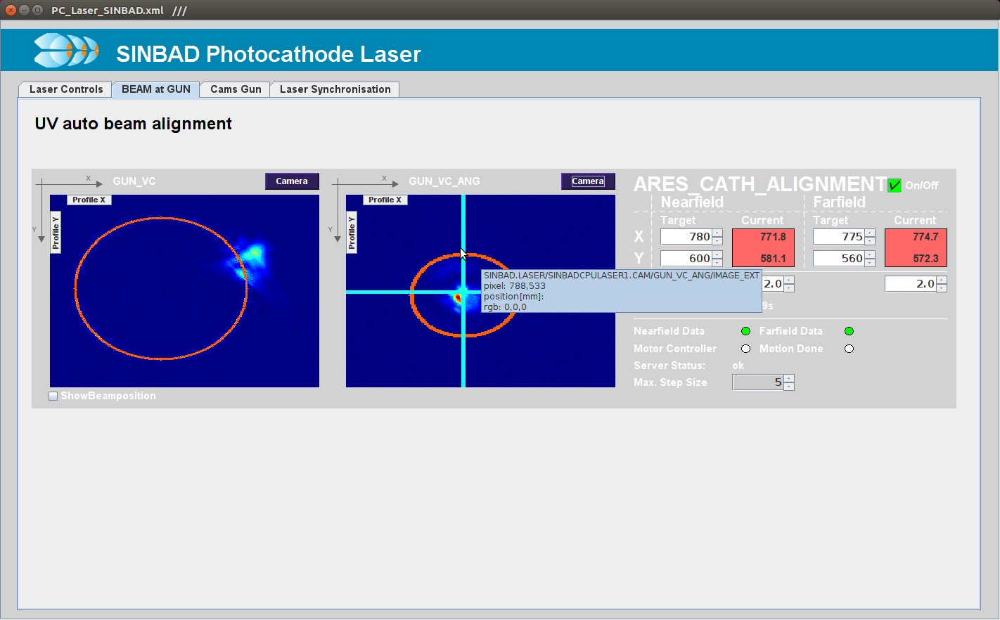 PC_Laser_SINBAD.xml ///
SINBAD Photocathode Laser
Laser Controls BEAM at GUN Cams Gun Laser Synchronisation
UV auto beam alignment
X GUN_VC Camera X GUN_VC_ANG Camera ARES_CATH_ALIGNMENT On/Off
Profile X Profile X Nearfield Farfield
Y Profile Y Y Profile Y Target Current Target Current
X 780 771.8 775 774.7
Y 600 581.1 560 572.3
SINBAD.LASER/SINBADCPULASER1.CAM/GUN_VC_ANG/IMAGE_EXT
pixel: 788,533
position[mm]:
rgb: 0,0,0
2.0 2.0
9s
Nearfield Data Farfield Data
Motor Controller Motion Done
Server Status: ok
Max. Step Size 5
ShowBeamposition